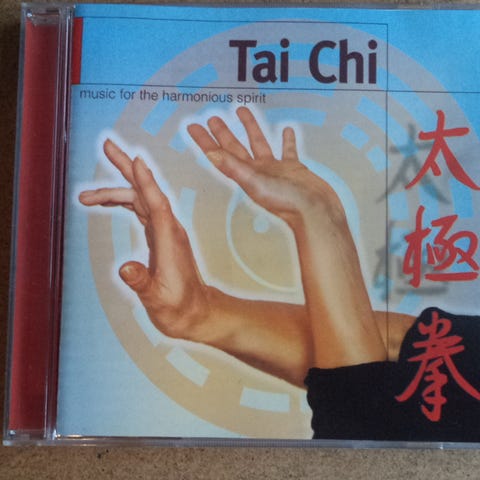 Tai Chi
music for the harmonious spirit
太
極
拳